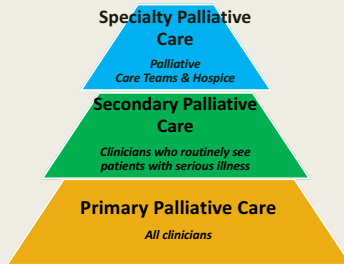 Specialty Palliative
Care
Palliative
Care Teams & Hospice
Secondary Palliative
Care
Clinicians who routinely see
patients with serious illness
Primary Palliative Care
All clinicians